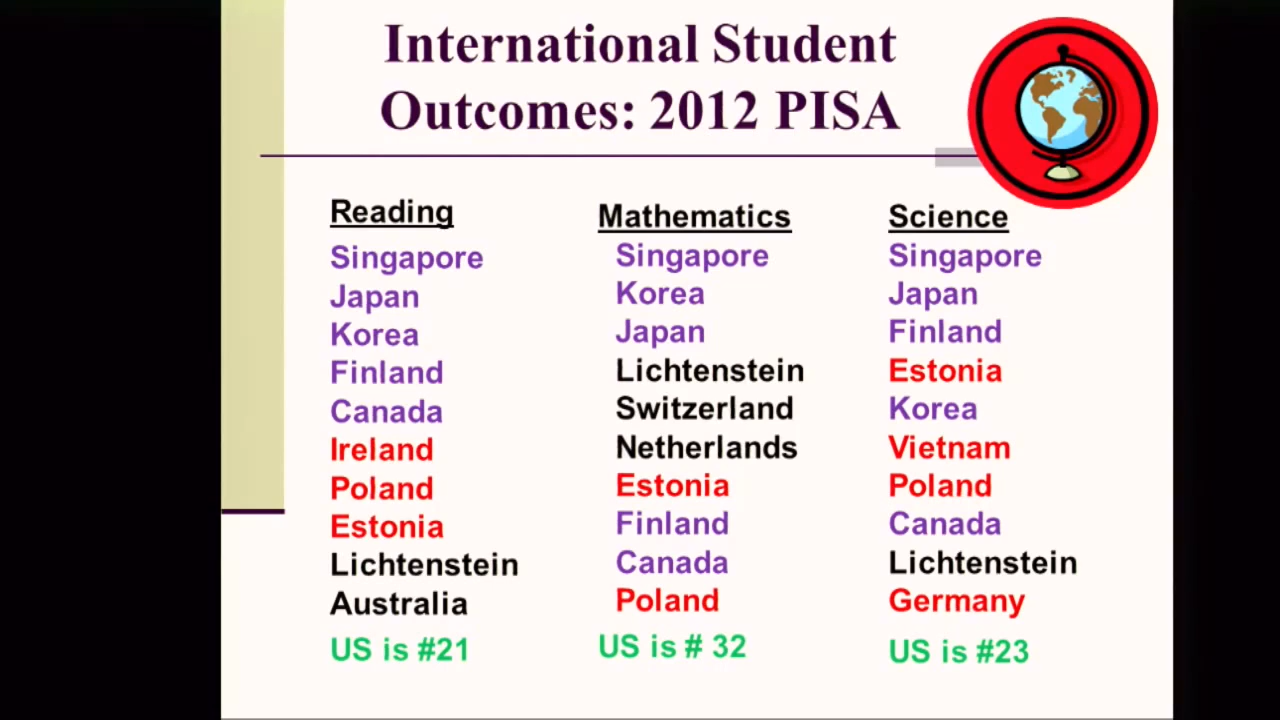 International Student
Outcomes: 2012 PISA
Reading
Singapore
Japan
Korea
Finland
Canada
Ireland
Poland
Estonia
Lichtenstein
Australia
US is #21
Mathematics
Singapore
Korea
Japan
Lichtenstein
Switzerland
Netherlands
Estonia
Finland
Canada
Poland
US is # 32
Science
Singapore
Japan
Finland
Estonia
Korea
Vietnam
Poland
Canada
Lichtenstein
Germany
US is #23